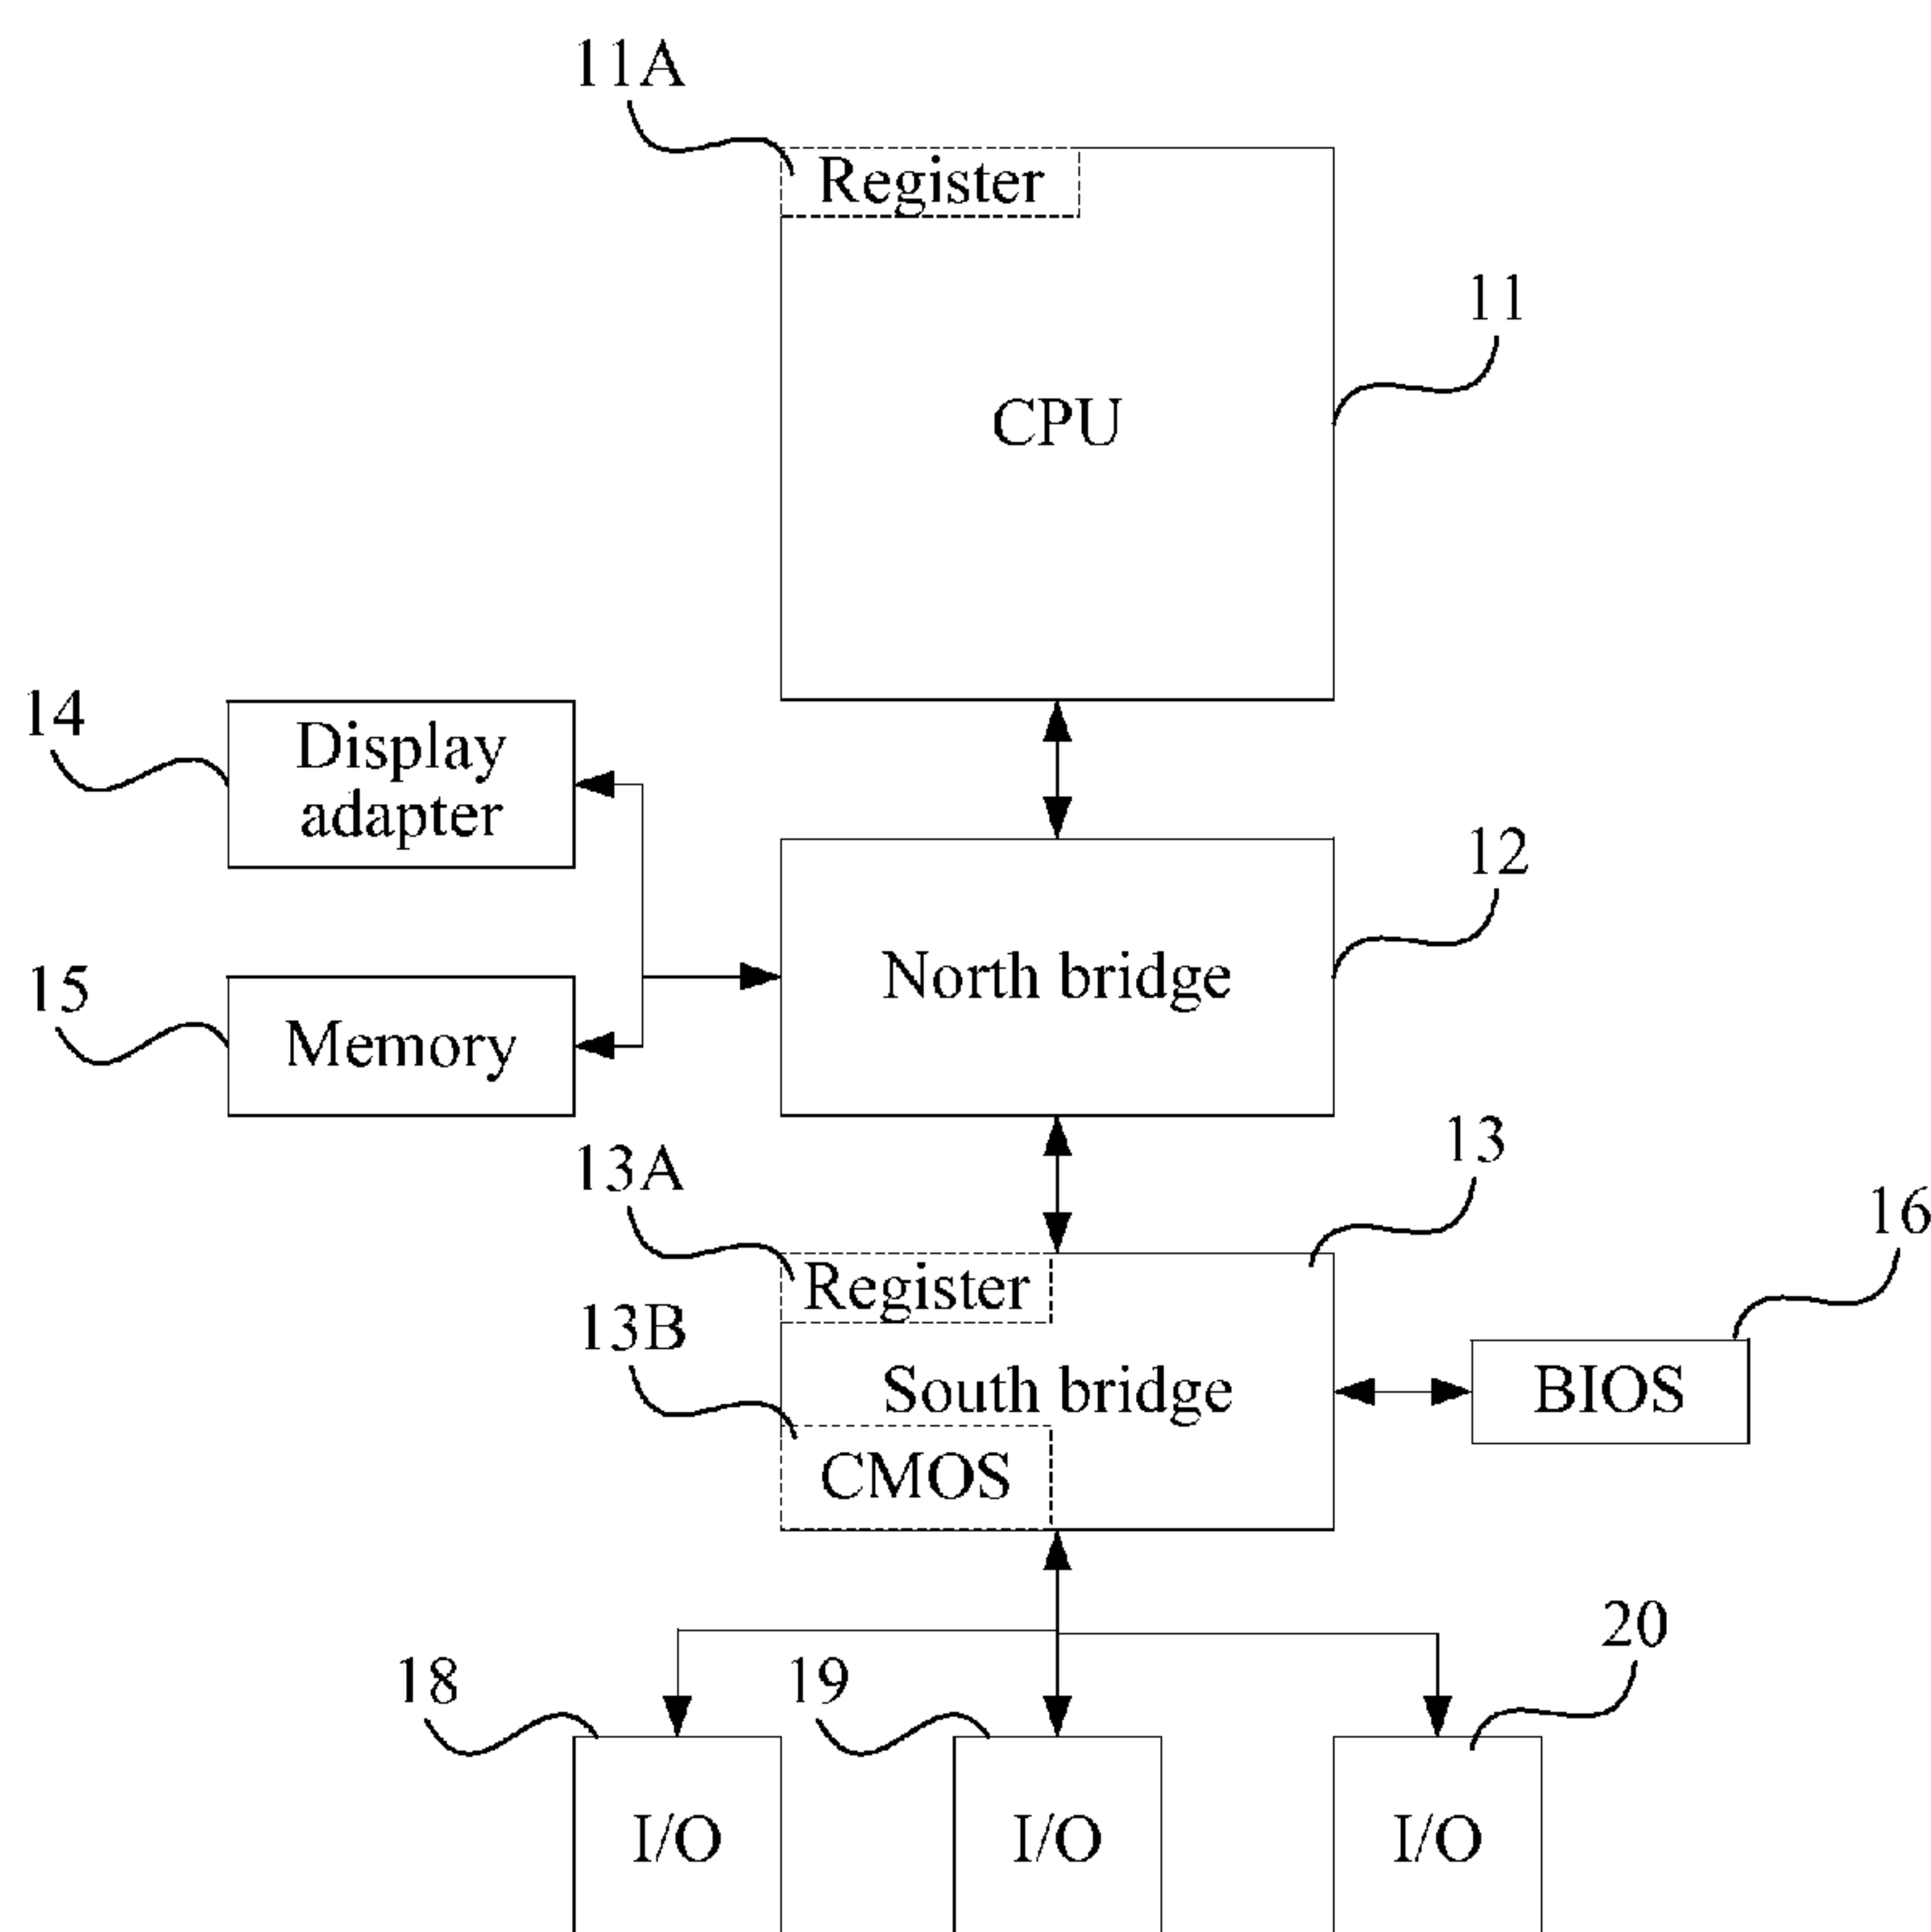 11A
Register
11
CPU
14
Display
adapter
12
15
North bridge
Memory
13
13A
16
Register
13B
South bridge
BIOS
CMOS
20
18
19
I/O
I/O
I/O